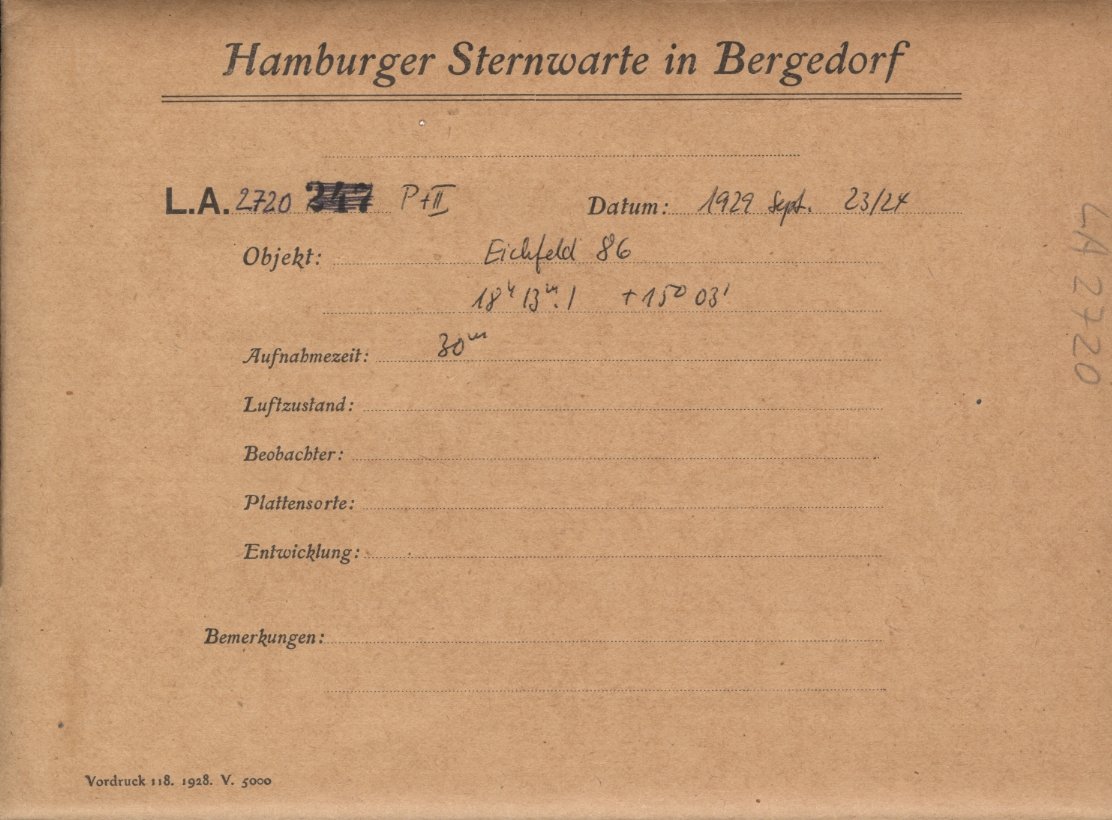 Hamburger Sternwarte in Bergedorf
L.A. 2720 347 P+II Datum: 1929 Sept. 23/24
Objekt: Eichfeld 86
18ʰ 13ᵐ.1 +15° 03'
Aufnahmezeit: 30ᵐ
Luftzustand:
Beobachter:
Plattensorte:
Entwicklung:
Bemerkungen:
Vordruck 118. 1928. V. 5000
LA 2720